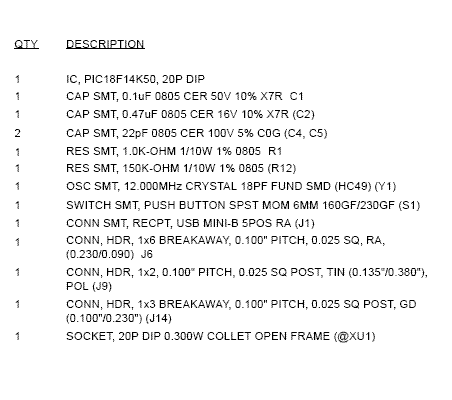 QTY DESCRIPTION
1 IC, PIC18F14K50, 20P DIP
1 CAP SMT, 0.1uF 0805 CER 50V 10% X7R C1
1 CAP SMT, 0.47uF 0805 CER 16V 10% X7R (C2)
2 CAP SMT, 22pF 0805 CER 100V 5% C0G (C4, C5)
1 RES SMT, 1.0K-OHM 1/10W 1% 0805 R1
1 RES SMT, 150K-OHM 1/10W 1% 0805 (R12)
1 OSC SMT, 12.000MHz CRYSTAL 18PF FUND SMD (HC49) (Y1)
1 SWITCH SMT, PUSH BUTTON SPST MOM 6MM 160GF/230GF (S1)
1 CONN SMT, RECPT, USB MINI-B 5POS RA (J1)
1 CONN, HDR, 1x6 BREAKAWAY, 0.100" PITCH, 0.025 SQ, RA,
(0.230/0.090) J6
1 CONN, HDR, 1x2, 0.100" PITCH, 0.025 SQ POST, TIN (0.135"/0.380"),
POL (J9)
1 CONN, HDR, 1x3 BREAKAWAY, 0.100" PITCH, 0.025 SQ POST, GD
(0.100"/0.230") (J14)
1 SOCKET, 20P DIP 0.300W COLLET OPEN FRAME (@XU1)